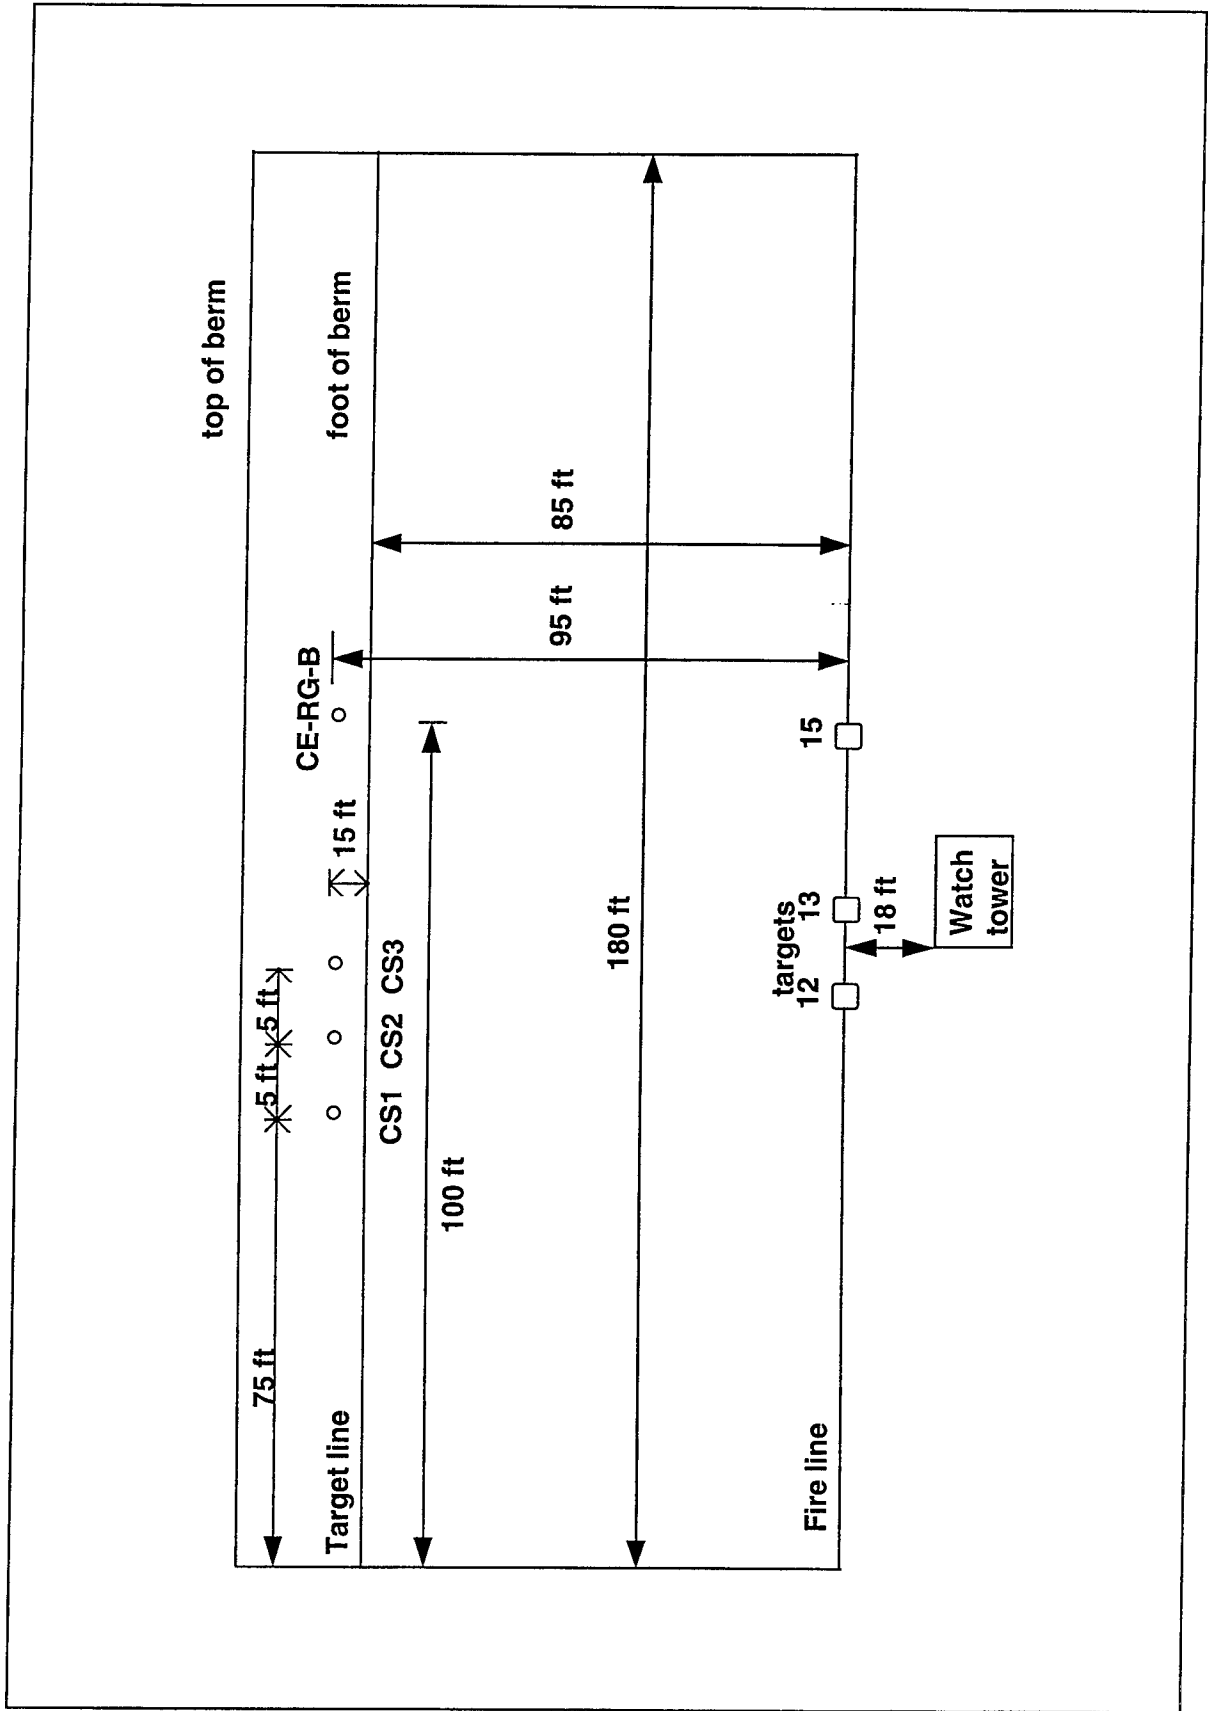 top of berm
foot of berm
85 ft
95 ft
CE-RG-B
15 ft
5 ft
5 ft
75 ft
CS1 CS2 CS3
100 ft
Target line
180 ft
15
targets
12 13
18 ft
Watch
tower
Fire line